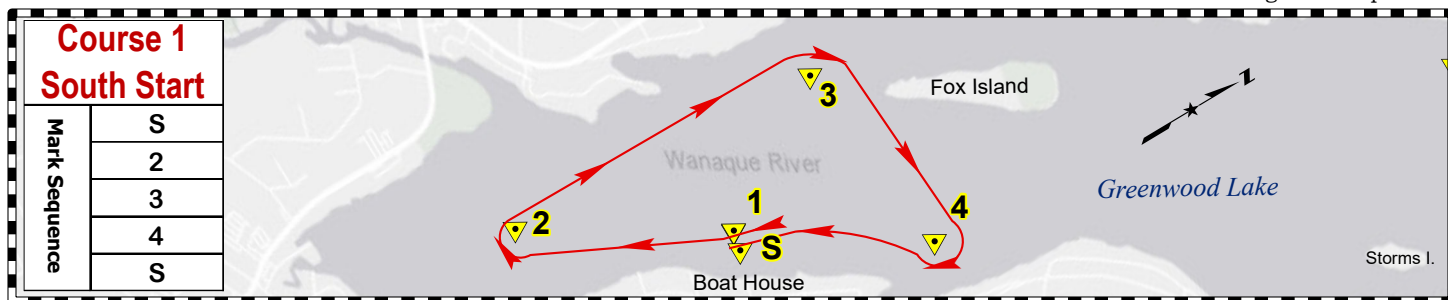 Course 1
South Start
Mark Sequence
S
2
3
4
S
3
Fox Island
Wanaque River
Greenwood Lake
1
2
4
S
Boat House
Storms I.